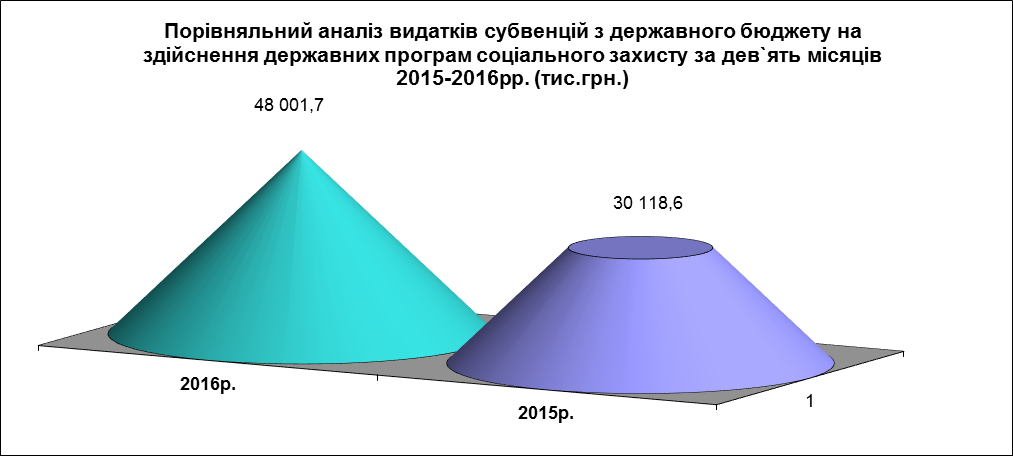 Порівняльний аналіз видатків субвенцій з державного бюджету на
здійснення державних програм соціального захисту за дев`ять місяців
2015-2016рр. (тис.грн.)
48 001,7
30 118,6
2016р.
2015р.
1